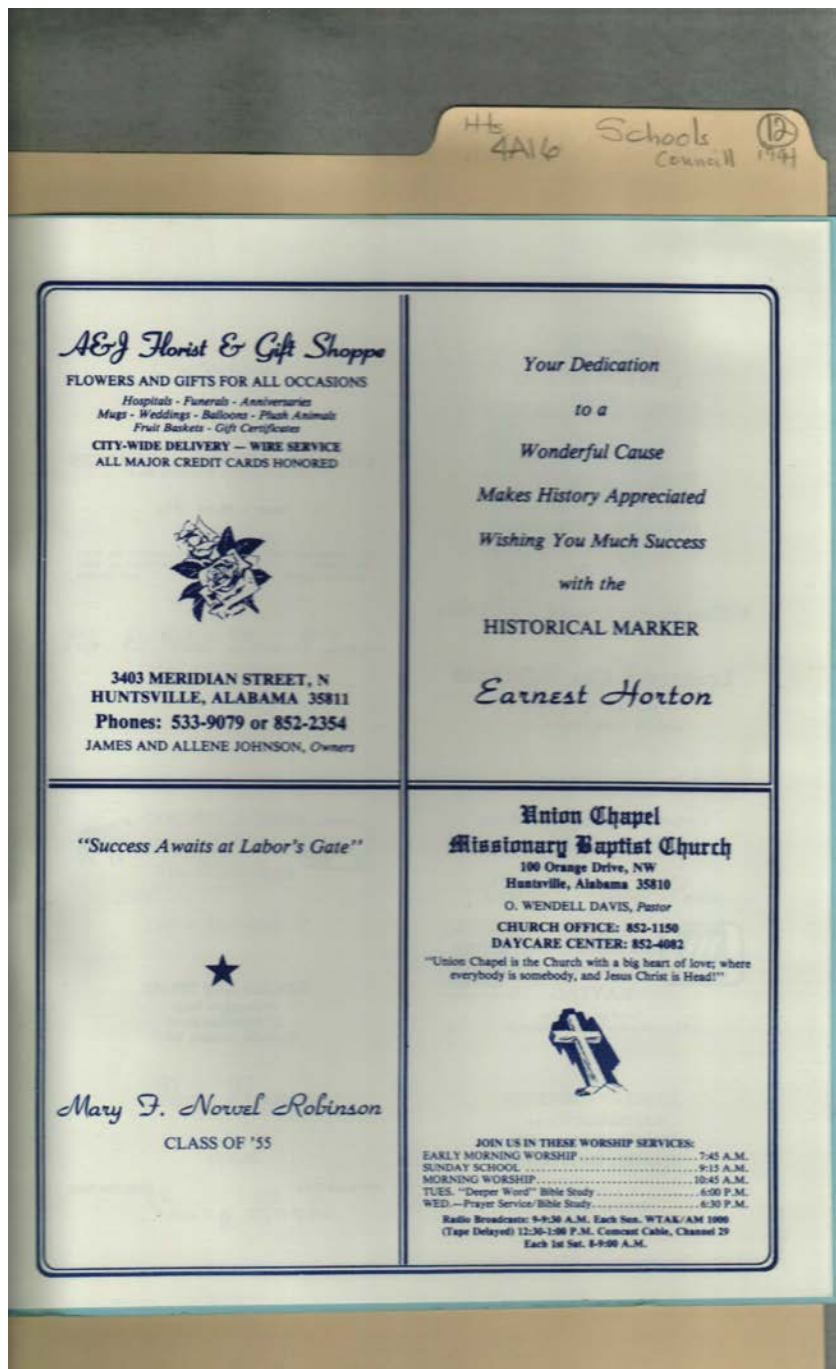 Hts
4A16
Schools
Councill
12
A&J Florist & Gift Shoppe
FLOWERS AND GIFTS FOR ALL OCCASIONS
Hospitals - Funerals - Anniversaries
Mugs - Weddings - Balloons - Plush Animals
Fruit Baskets - Gift Certificates
CITY-WIDE DELIVERY — WIRE SERVICE
ALL MAJOR CREDIT CARDS HONORED
3403 MERIDIAN STREET, N
HUNTSVILLE, ALABAMA 35811
Phones: 533-9079 or 852-2354
JAMES AND ALLENE JOHNSON, Owners
Your Dedication
to a
Wonderful Cause
Makes History Appreciated
Wishing You Much Success
with the
HISTORICAL MARKER
Earnest Horton
"Success Awaits at Labor's Gate"
Mary F. Nowel Robinson
CLASS OF '55
Union Chapel
Missionary Baptist Church
100 Orange Drive, NW
Huntsville, Alabama 35810
O. WENDELL DAVIS, Pastor
CHURCH OFFICE: 852-1150
DAYCARE CENTER: 852-4082
"Union Chapel is the Church with a big heart of love; where
everybody is somebody, and Jesus Christ is Head!"
JOIN US IN THESE WORSHIP SERVICES:
EARLY MORNING WORSHIP ........ 7:45 A.M.
SUNDAY SCHOOL ........ 9:15 A.M.
MORNING WORSHIP ........ 10:45 A.M.
TUES. "Deeper Word" Bible Study ........ 6:00 P.M.
WED.—Prayer Service/Bible Study ........ 6:30 P.M.
Radio Broadcasts: 9-9:30 A.M. Each Sun. WTAK/AM 1000
(Tape Delayed) 12:30-1:00 P.M. Comcast Cable, Channel 29
Each 1st Sat. 8-9:00 A.M.